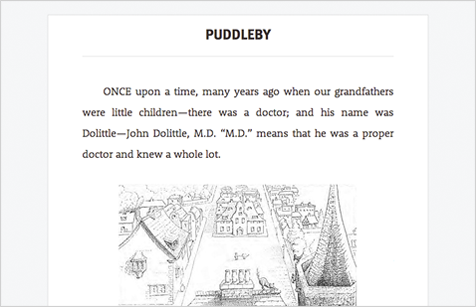 PUDDLEBY
ONCE upon a time, many years ago when our grandfathers
were little children—there was a doctor; and his name was
Dolittle—John Dolittle, M.D. “M.D.” means that he was a proper
doctor and knew a whole lot.